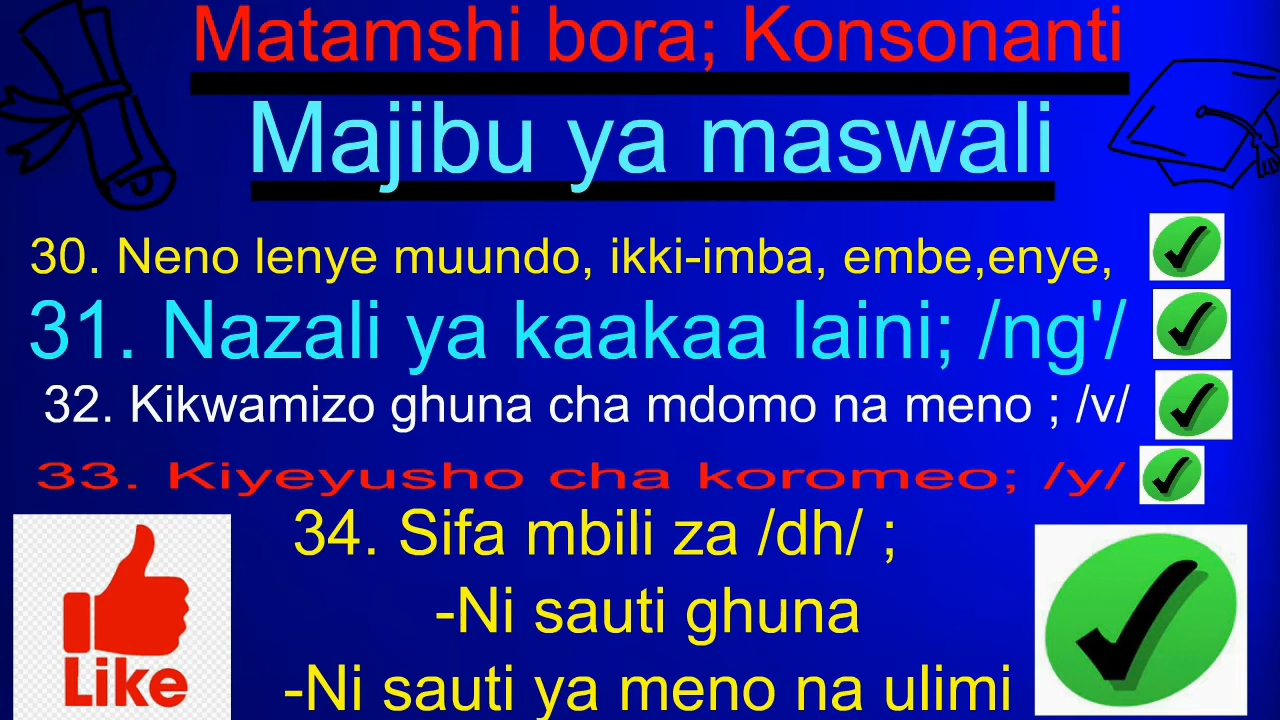 Matamshi bora; Konsonanti
Majibu ya maswali
30. Neno lenye muundo, ikki-imba, embe,enye,
31. Nazali ya kaakaa laini; /ng'/
32. Kikwamizo ghuna cha mdomo na meno ; /v/
33. Kiyeyusho cha koromeo; /y/
34. Sifa mbili za /dh/ ;
-Ni sauti ghuna
-Ni sauti ya meno na ulimi
Like